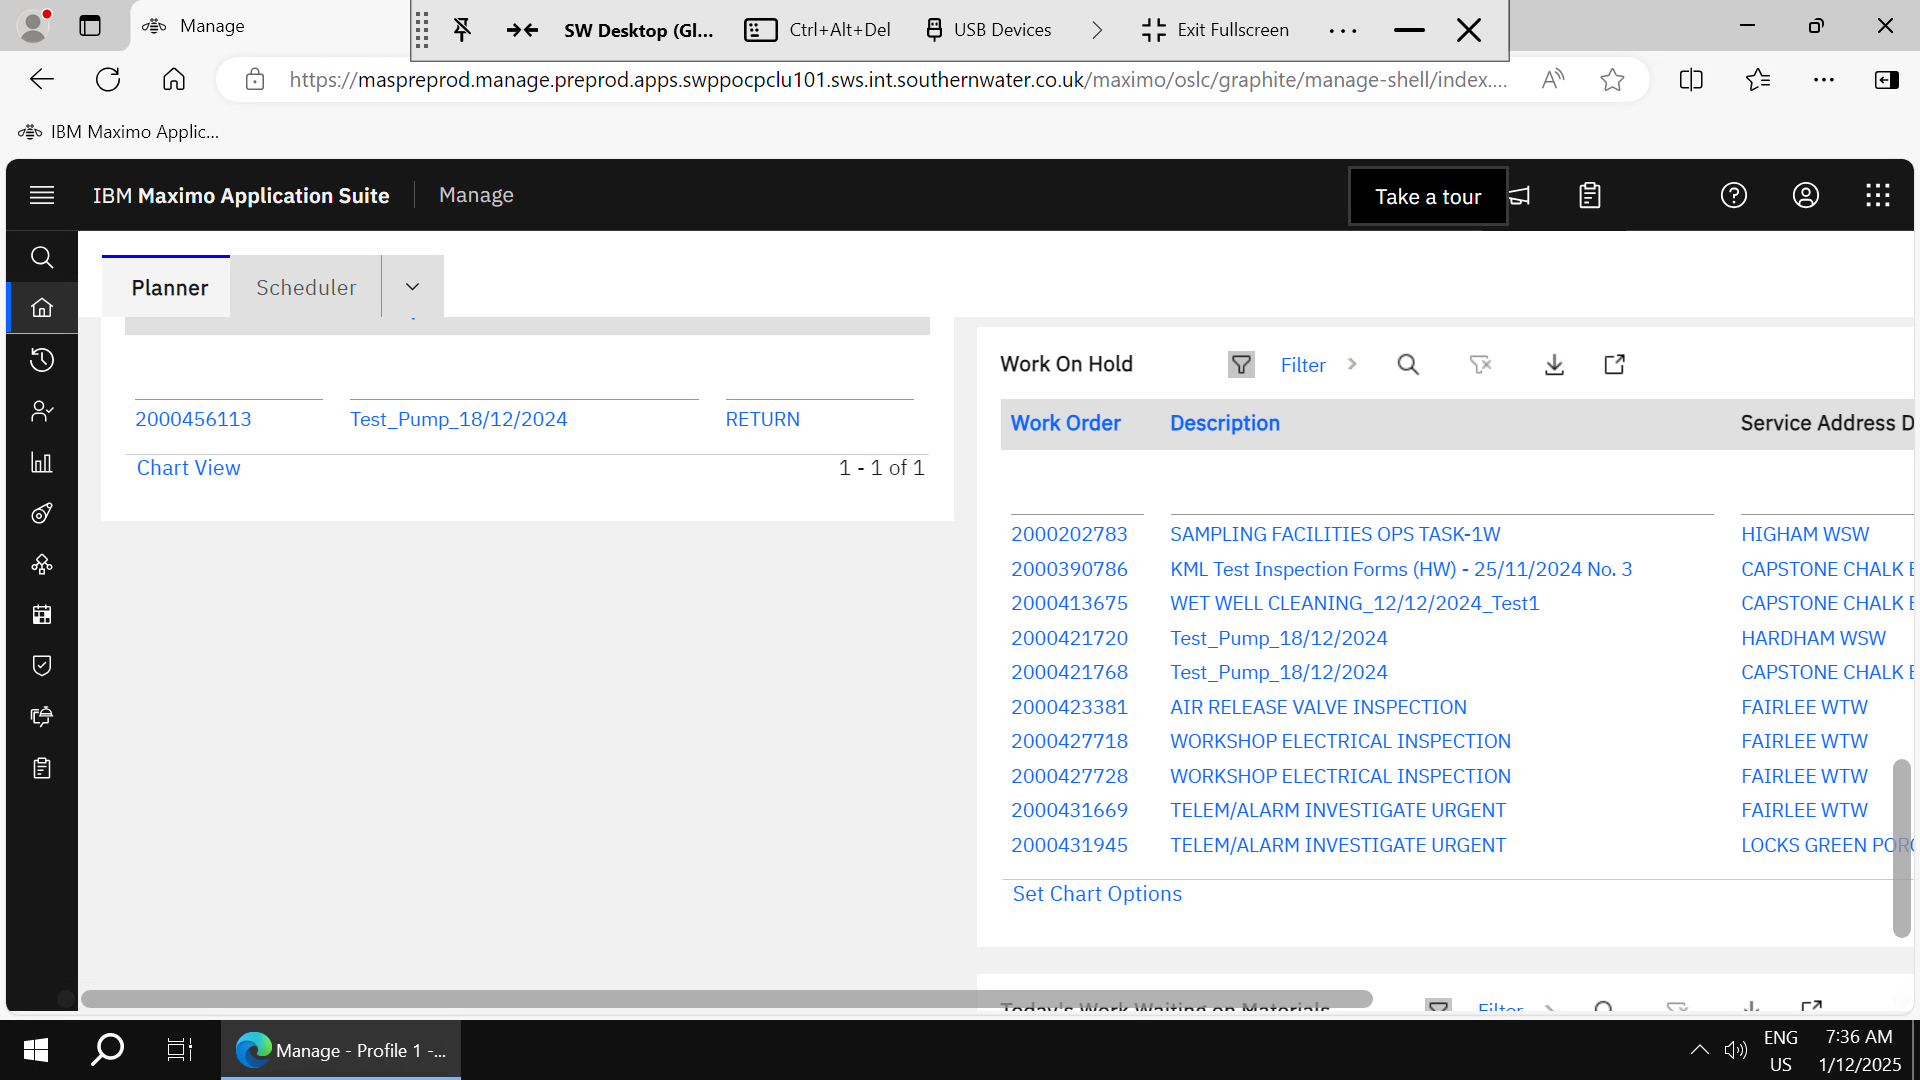 Manage
SW Desktop (Gl...
Ctrl+Alt+Del
USB Devices
Exit Fullscreen
https://maspreprod.manage.preprod.apps.swppocpclu101.sws.int.southernwater.co.uk/maximo/oslc/graphite/manage-shell/index....
IBM Maximo Applic...
IBM Maximo Application Suite
Manage
Take a tour
Planner
Scheduler
2000456113 Test_Pump_18/12/2024 RETURN
Chart View 1 - 1 of 1
Work On Hold
Filter
Work Order Description Service Address D
2000202783 SAMPLING FACILITIES OPS TASK-1W HIGHAM WSW
2000390786 KML Test Inspection Forms (HW) - 25/11/2024 No. 3 CAPSTONE CHALK E
2000413675 WET WELL CLEANING_12/12/2024_Test1 CAPSTONE CHALK E
2000421720 Test_Pump_18/12/2024 HARDHAM WSW
2000421768 Test_Pump_18/12/2024 CAPSTONE CHALK E
2000423381 AIR RELEASE VALVE INSPECTION FAIRLEE WTW
2000427718 WORKSHOP ELECTRICAL INSPECTION FAIRLEE WTW
2000427728 WORKSHOP ELECTRICAL INSPECTION FAIRLEE WTW
2000431669 TELEM/ALARM INVESTIGATE URGENT FAIRLEE WTW
2000431945 TELEM/ALARM INVESTIGATE URGENT LOCKS GREEN PORC
Set Chart Options
Today's Work Waiting on Materials
Filter
Manage - Profile 1 -...
ENG
US
7:36 AM
1/12/2025